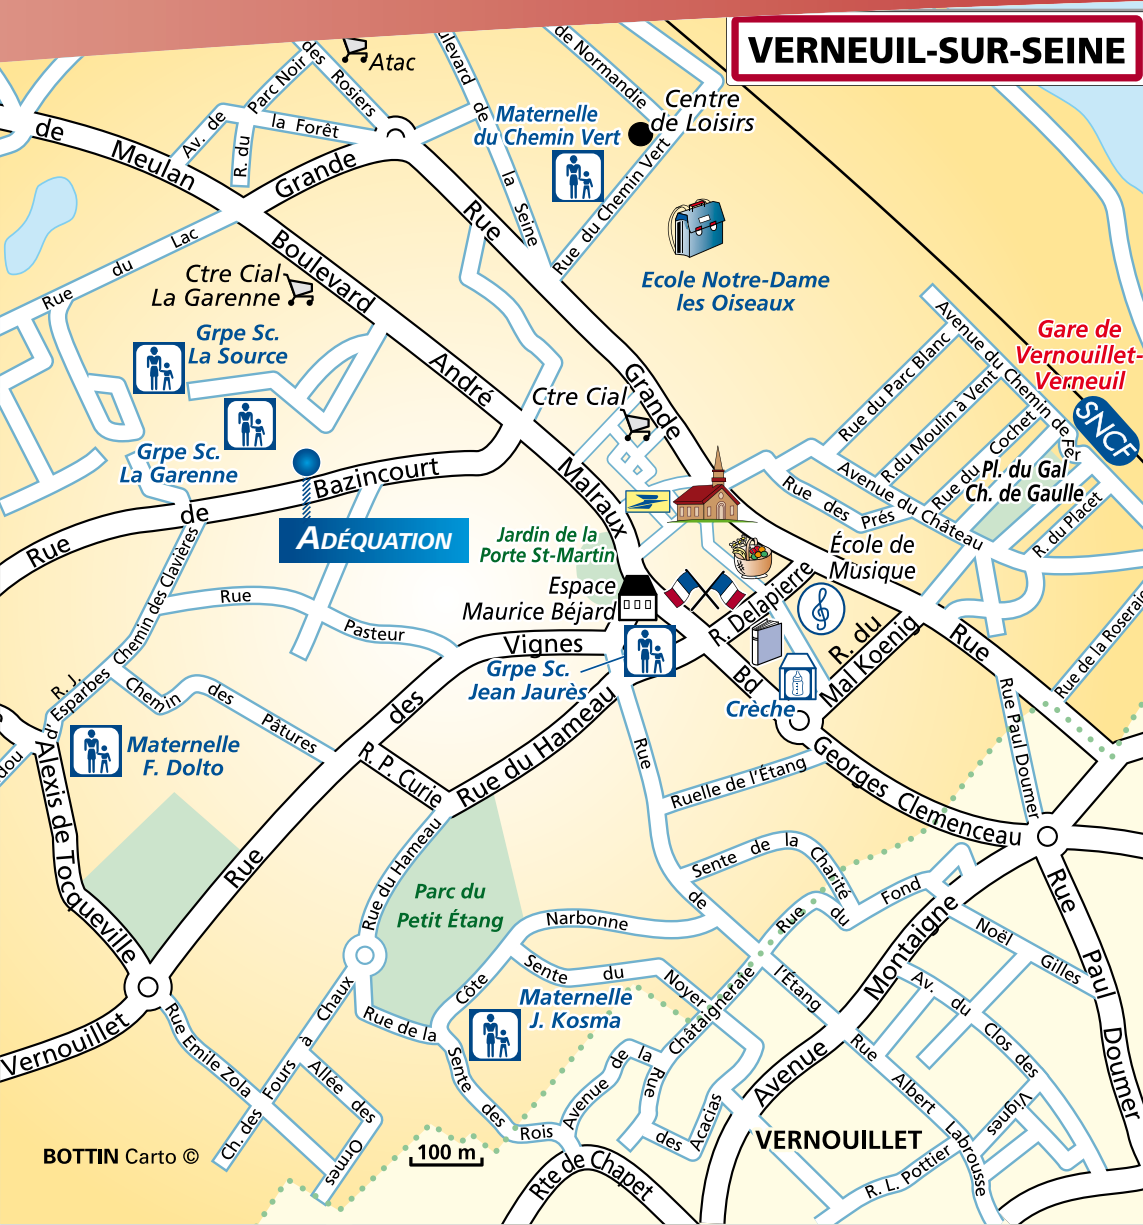 VERNEUIL-SUR-SEINE
Atac
de Normandie
Centre
de Loisirs
Maternelle
du Chemin Vert
Av. de
Parc Noir
des Rosiers
la Forêt
R. du
de Meulan
Grande
Rue
de la Seine
Rue du Chemin Vert
Rue du Lac
Boulevard André Malraux
Ctre Cial
La Garenne
Ecole Notre-Dame
les Oiseaux
Grpe Sc.
La Source
Grpe Sc.
La Garenne
Ctre Cial
Grande
Gare de
Vernouillet-
Verneuil
SNCF
Avenue du Chemin de Fer
Rue du Parc Blanc
R. du Moulin à Vent
Rue du Cochet
Pl. du Gal
Ch. de Gaulle
Avenue du Château
Rue des Prés
R. du Placet
Rue de Bazincourt
ADÉQUATION
Jardin de la
Porte St-Martin
Espace
Maurice Béjard
École de
Musique
R. Delapierre
R. du
Mal Koenig
Rue
Rue de la Roseraie
Rue Paul Doumer
Chemin des Clavières
Rue Pasteur
Vignes
Grpe Sc.
Jean Jaurès
Crèche
Bd
Georges Clemenceau
R. J.
d'Esparbes
Chemin des Pâtures
des
Rue
R. P. Curie
Rue du Hameau
Maternelle
F. Dolto
Alexis de Tocqueville
Rue
Ruelle de l'Étang
Sente de la Charité
Rue du Hameau
Parc du
Petit Étang
Narbonne
de
l'Étang
Rue
du
Fond
Montaigne
Avenue
Noël
Gilles
Rue Paul Doumer
Av. du Clos des Vignes
Sente du Noyer
Côte
Rue de la
Maternelle
J. Kosma
Châtaigneraie
Avenue de la
Rue
des
Acacias
Sente des Rois
Rue Albert Labrousse
R. L. Pottier
Vernouillet
Rue Emile Zola
Ch. des Fours a Chaux
Allée des Ormes
Rte de Chapet
VERNOUILLET
100 m
BOTTIN Carto ©